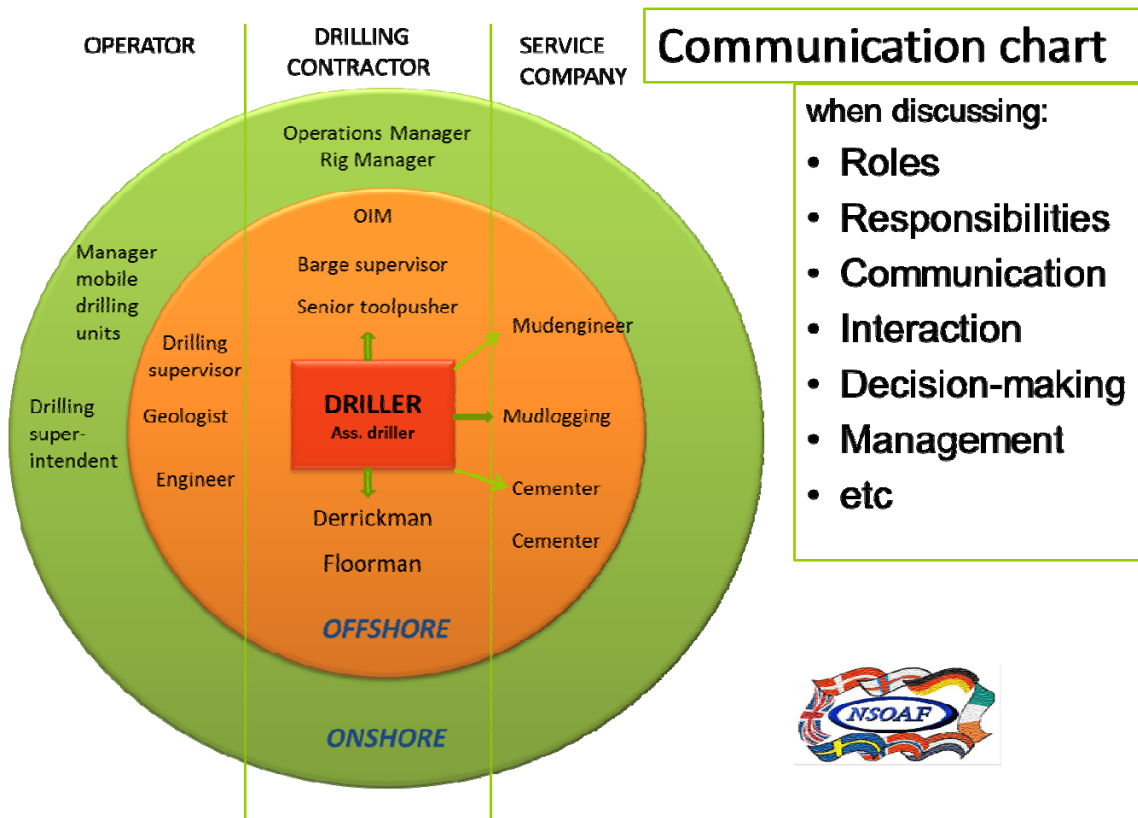 OPERATOR
DRILLING
CONTRACTOR
SERVICE
COMPANY
Communication chart
when discussing:
• Roles
• Responsibilities
• Communication
• Interaction
• Decision-making
• Management
• etc
Operations Manager
Rig Manager
OIM
Barge supervisor
Senior toolpusher
Manager
mobile
drilling
units
Drilling
supervisor
Drilling
super-
intendent
Geologist
Engineer
DRILLER
Ass. driller
Mudengineer
Mudlogging
Cementer
Cementer
Derrickman
Floorman
OFFSHORE
ONSHORE
NSOAF